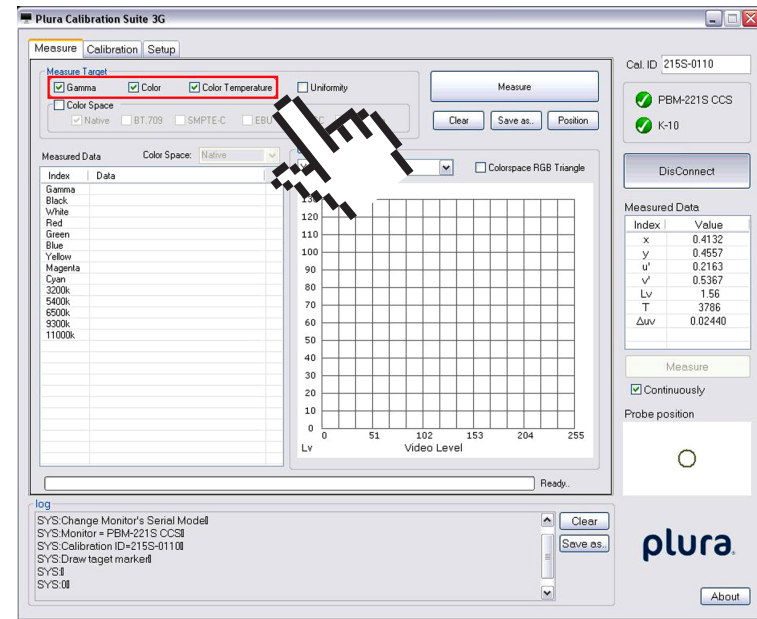 Plura Calibration Suite 3G
Measure Calibration Setup
Measure Target
Gamma Color Color Temperature Uniformity
Color Space
Native BT.709 SMPTE-C EBU
Measure
Clear Save as.. Position
Measured Data Color Space: Native
Index Data
Gamma
Black
White
Red
Green
Blue
Yellow
Magenta
Cyan
3200k
5400k
6500k
9300k
11000k
Colorspace RGB Triangle
130
120
110
100
90
80
70
60
50
40
30
20
10
0
0 51 102 153 204 255
Lv Video Level
Ready..
Cal. ID 215S-0110
PBM-221S CCS
K-10
DisConnect
Measured Data
Index Value
x 0.4132
y 0.4557
u' 0.2163
v' 0.5367
Lv 1.56
T 3786
Δuv 0.02440
Measure
Continuously
Probe position
log
SYS:Change Monitor's Serial Model
SYS:Monitor = PBM-221S CCS
SYS:Calibration ID=215S-0110
SYS:Draw taget marker
SYS:
SYS:0
Clear
Save as..
plura.
About